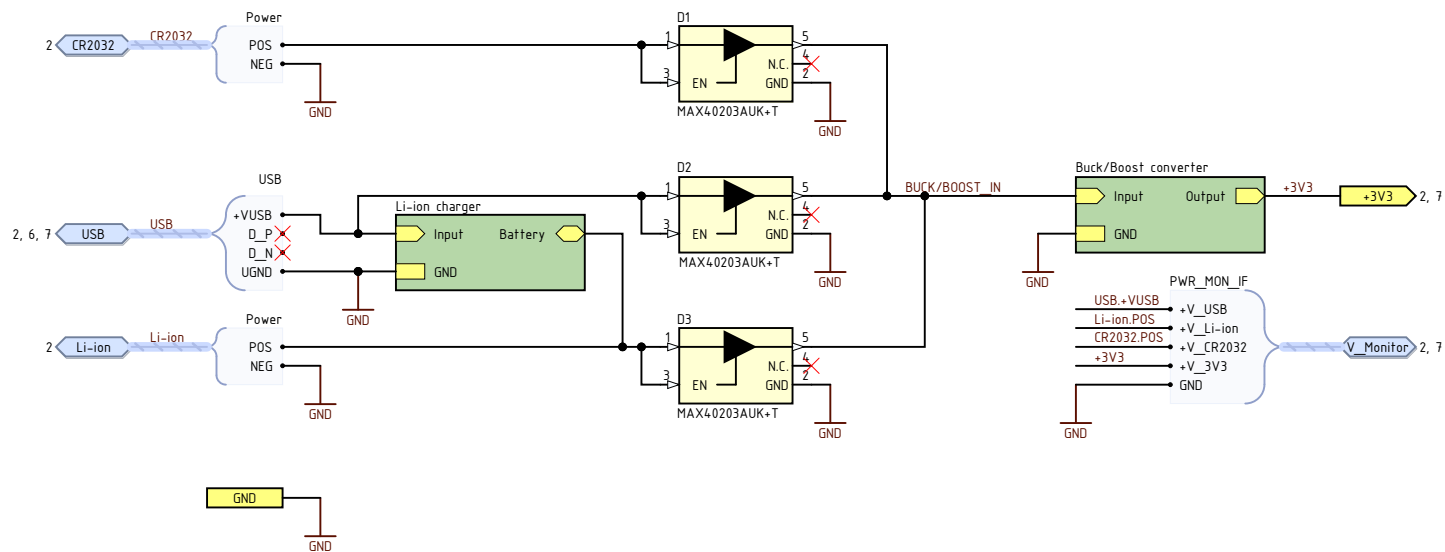 Power
D1
2
CR2032
CR2032
POS
NEG
GND
1
3
EN
5
4
N.C.
2
GND
MAX40203AUK+T
GND
USB
2, 6, 7
USB
USB
+VUSB
D_P
D_N
UGND
GND
Li-ion charger
Input
Battery
GND
D2
1
3
EN
5
4
N.C.
2
GND
MAX40203AUK+T
GND
BUCK/BOOST_IN
Buck/Boost converter
Input
Output
GND
GND
+3V3
+3V3
2, 7
Power
2
Li-ion
Li-ion
POS
NEG
GND
D3
1
3
EN
5
4
N.C.
2
GND
MAX40203AUK+T
GND
PWR_MON_IF
USB.+VUSB
+V_USB
Li-ion.POS
+V_Li-ion
CR2032.POS
+V_CR2032
+3V3
+V_3V3
GND
GND
V_Monitor
2, 7
GND
GND